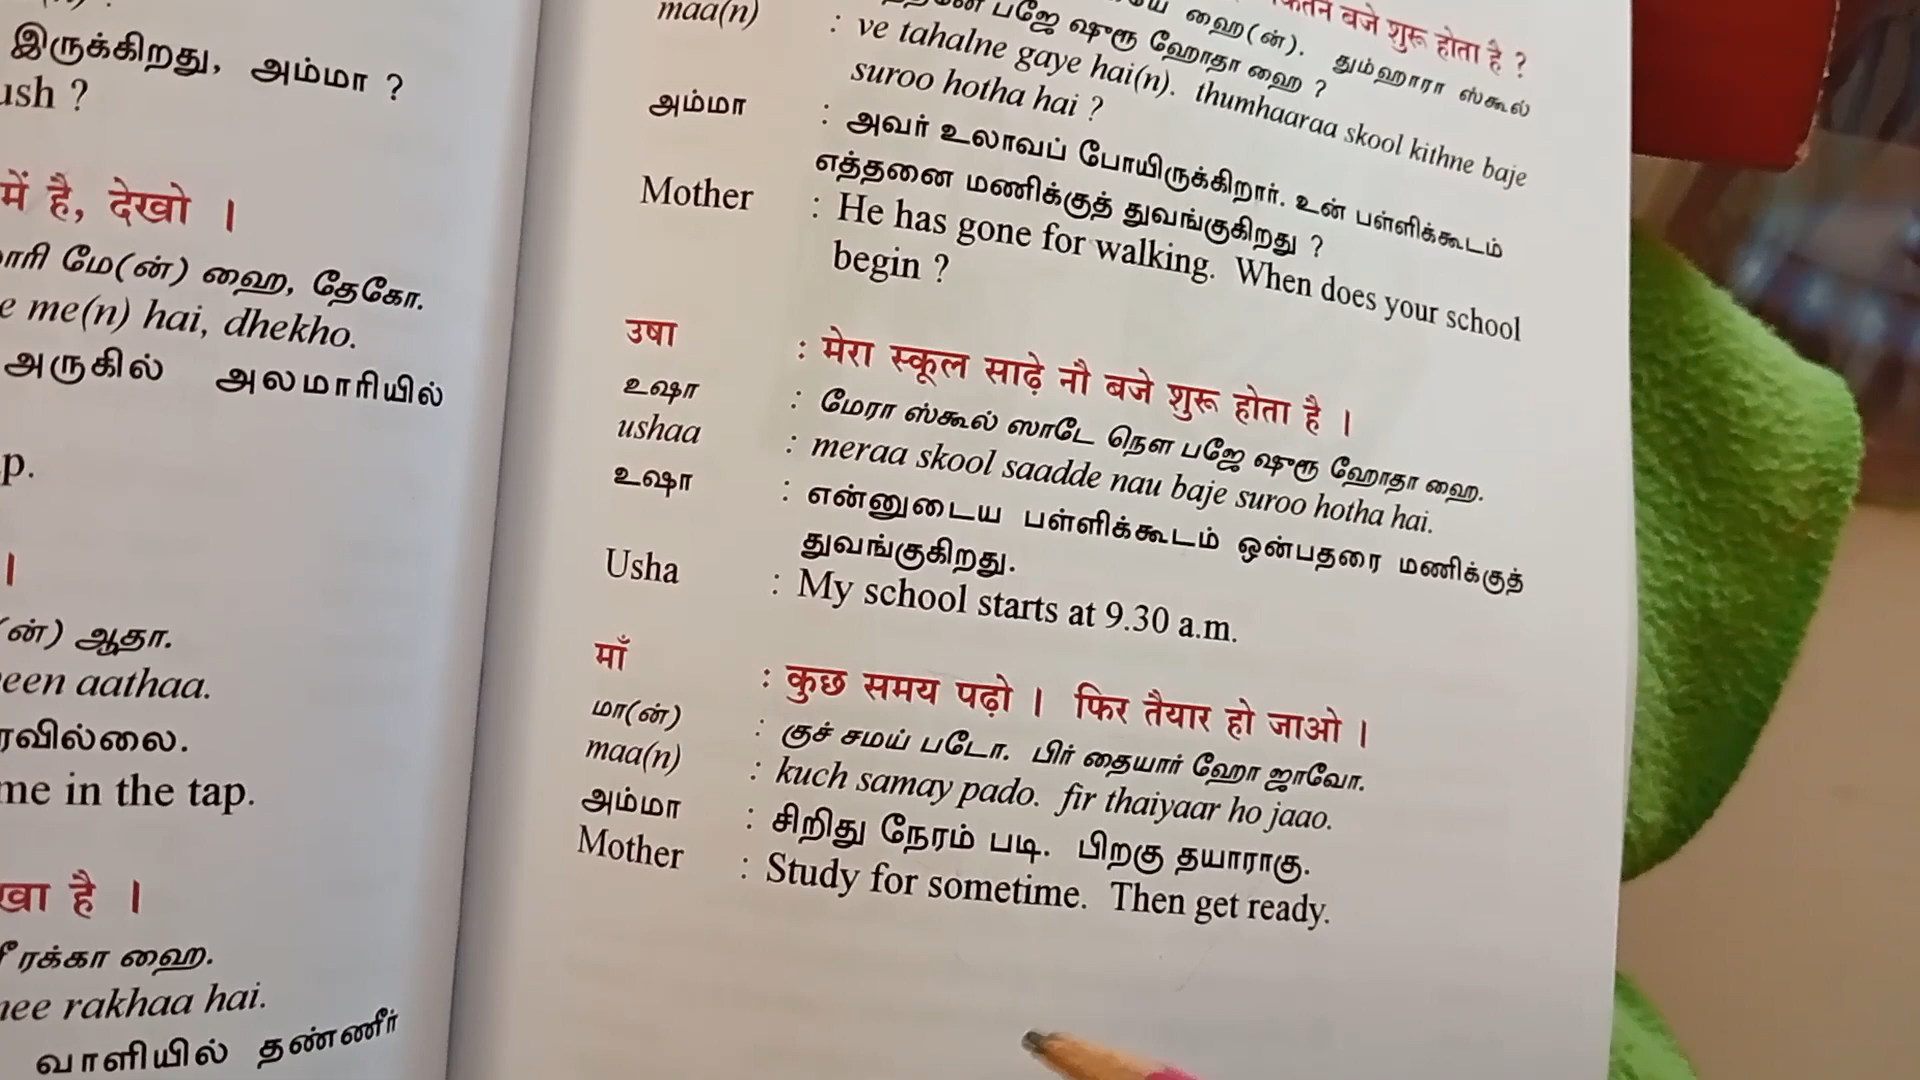 இருக்கிறது, அம்மா ?
ush ?
में है, देखो ।
மே(ன்) ஹை, தேகோ.
me(n) hai, dhekho.
அருகில் அலமாரியில்
p.
।
(ன்) ஆதா.
een aathaa.
ரவில்லை.
me in the tap.
खा है ।
ரக்கா ஹை.
nee rakhaa hai.
வாளியில் தண்ணீர்
कितने बजे शुरू होता है ?
ஹை(ன்). தும்ஹாரா ஸ்கூல்
பஜே ஷுரூ ஹோதா ஹை ?
maa(n) : ve tahalne gaye hai(n). thumhaaraa skool kithne baje
suroo hotha hai ?
அம்மா : அவர் உலாவப் போயிருக்கிறார். உன் பள்ளிக்கூடம்
எத்தனை மணிக்குத் துவங்குகிறது ?
Mother : He has gone for walking. When does your school
begin ?
उषा : मेरा स्कूल साढ़े नौ बजे शुरू होता है ।
உஷா : மேரா ஸ்கூல் ஸாடே நௌ பஜே ஷுரூ ஹோதா ஹை.
ushaa : meraa skool saadde nau baje suroo hotha hai.
உஷா : என்னுடைய பள்ளிக்கூடம் ஒன்பதரை மணிக்குத்
துவங்குகிறது.
Usha : My school starts at 9.30 a.m.
माँ : कुछ समय पढ़ो । फिर तैयार हो जाओ ।
மா(ன்) : குச் சமய் படோ. பிர் தையார் ஹோ ஜாவோ.
maa(n) : kuch samay pado. fir thaiyaar ho jaao.
அம்மா : சிறிது நேரம் படி. பிறகு தயாராகு.
Mother : Study for sometime. Then get ready.